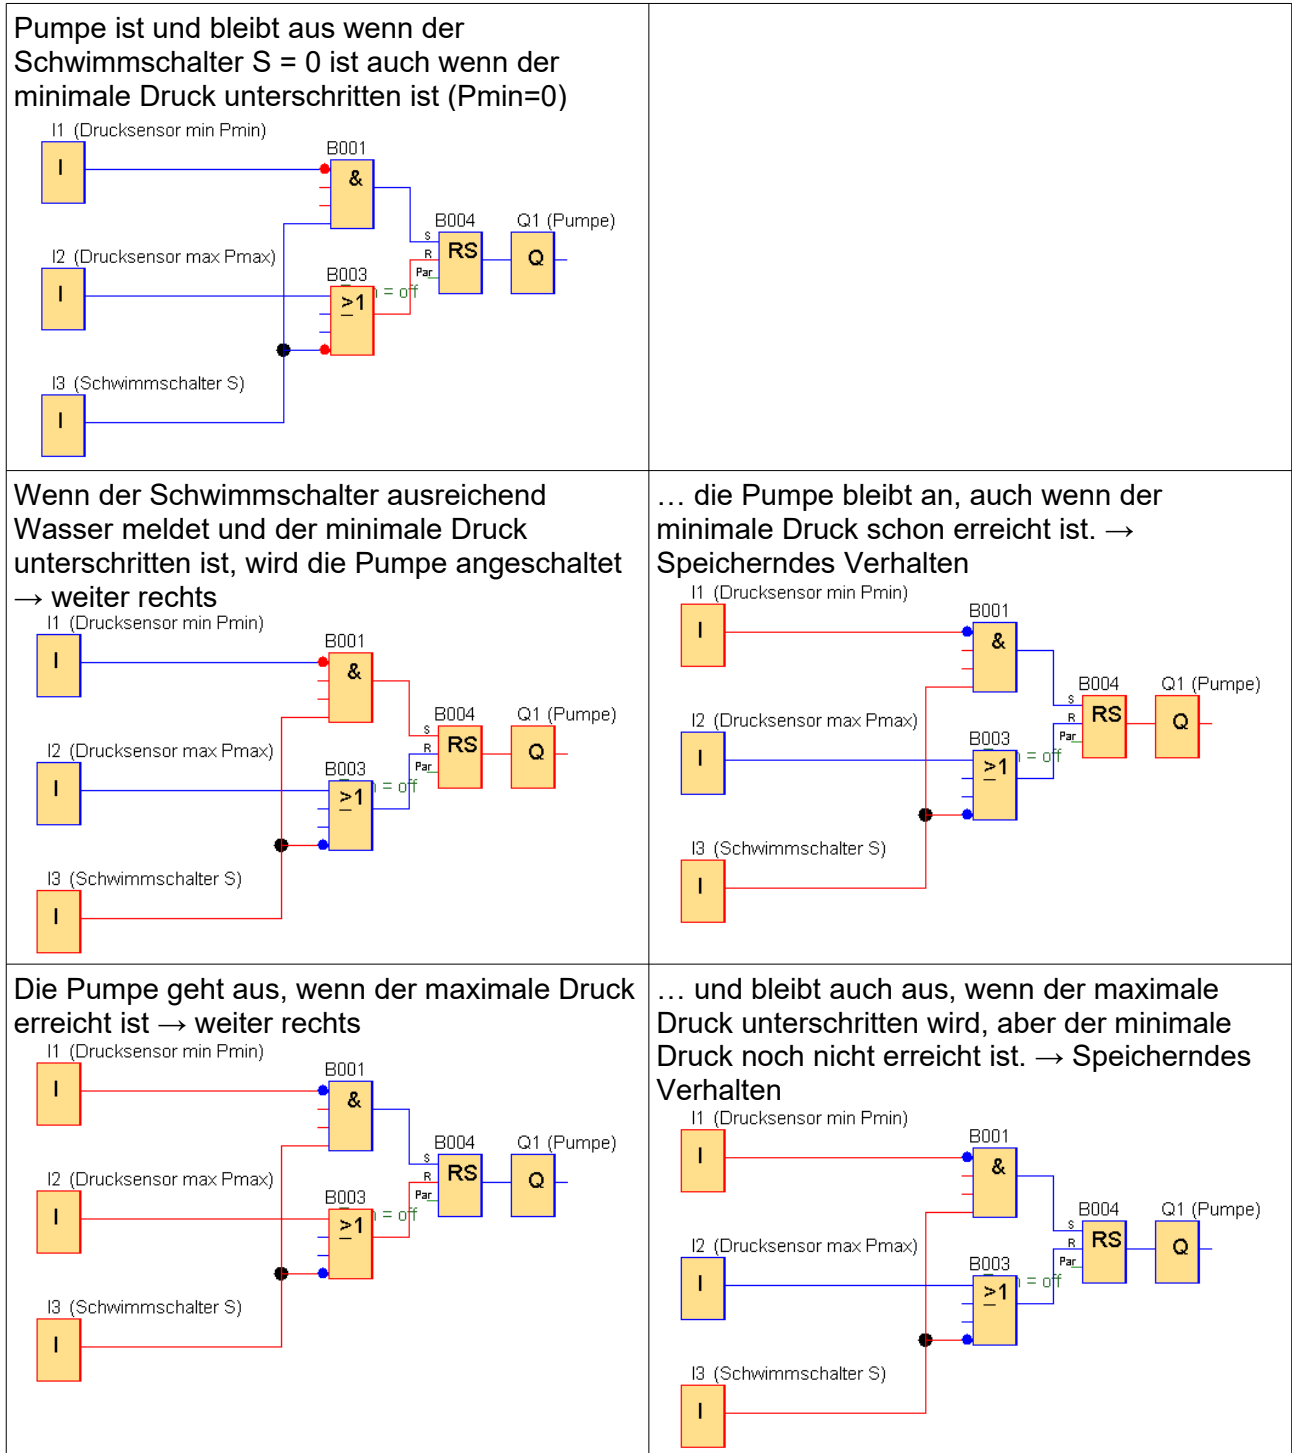 Pumpe ist und bleibt aus wenn der
Schwimmschalter S = 0 ist auch wenn der
minimale Druck unterschritten ist (Pmin=0)
I1 (Drucksensor min Pmin)
I
B001
&
B004
Q1 (Pumpe)
S
R
Par
RS
Q
I2 (Drucksensor max Pmax)
I
B003
= off
≥1
I3 (Schwimmschalter S)
I
Wenn der Schwimmschalter ausreichend
Wasser meldet und der minimale Druck
unterschritten ist, wird die Pumpe angeschaltet
→ weiter rechts
I1 (Drucksensor min Pmin)
I
B001
&
B004
Q1 (Pumpe)
S
R
Par
RS
Q
I2 (Drucksensor max Pmax)
I
B003
= off
≥1
I3 (Schwimmschalter S)
I
… die Pumpe bleibt an, auch wenn der
minimale Druck schon erreicht ist. →
Speicherndes Verhalten
I1 (Drucksensor min Pmin)
I
B001
&
B004
Q1 (Pumpe)
S
R
Par
RS
Q
I2 (Drucksensor max Pmax)
I
B003
= off
≥1
I3 (Schwimmschalter S)
I
Die Pumpe geht aus, wenn der maximale Druck
erreicht ist → weiter rechts
I1 (Drucksensor min Pmin)
I
B001
&
B004
Q1 (Pumpe)
S
R
Par
RS
Q
I2 (Drucksensor max Pmax)
I
B003
= off
≥1
I3 (Schwimmschalter S)
I
… und bleibt auch aus, wenn der maximale
Druck unterschritten wird, aber der minimale
Druck noch nicht erreicht ist. → Speicherndes
Verhalten
I1 (Drucksensor min Pmin)
I
B001
&
B004
Q1 (Pumpe)
S
R
Par
RS
Q
I2 (Drucksensor max Pmax)
I
B003
= off
≥1
I3 (Schwimmschalter S)
I